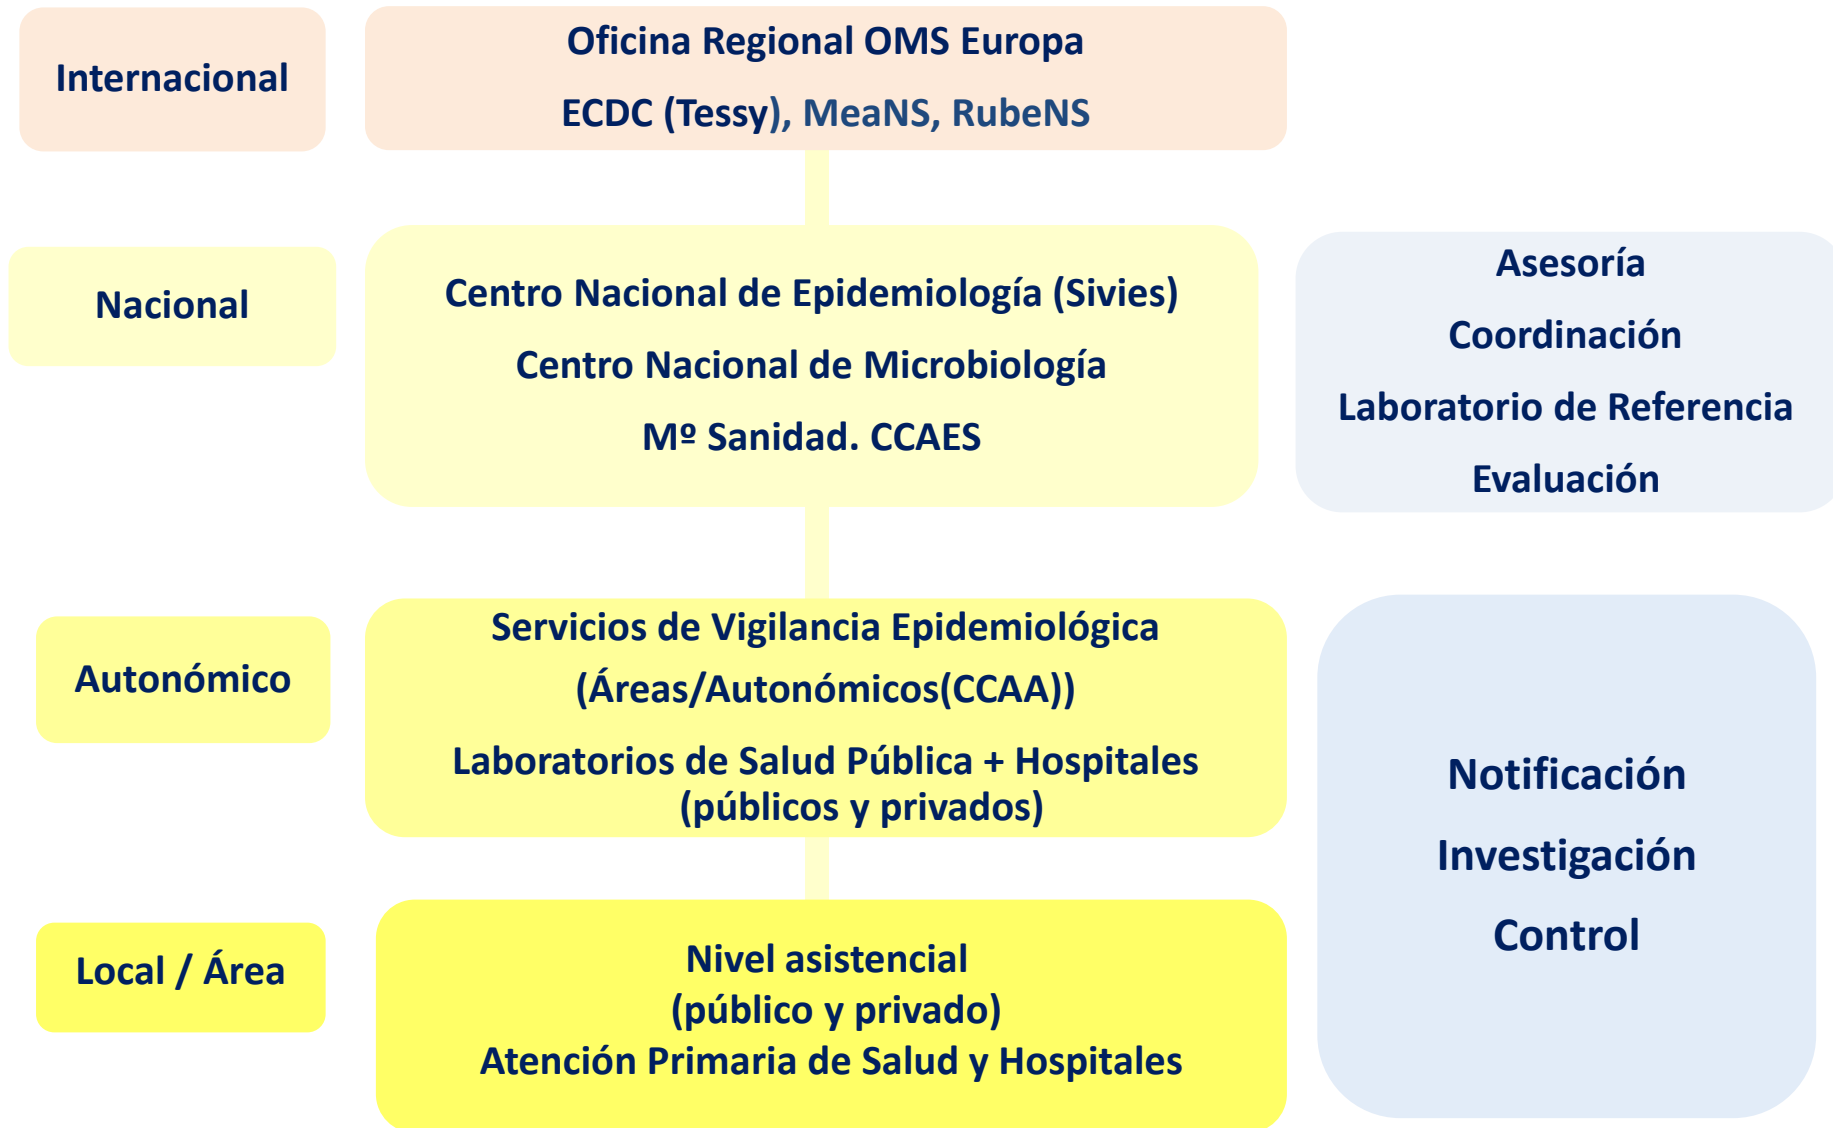 Internacional
Oficina Regional OMS Europa
ECDC (Tessy), MeaNS, RubeNS
Nacional
Centro Nacional de Epidemiología (Sivies)
Centro Nacional de Microbiología
Mº Sanidad. CCAES
Asesoría
Coordinación
Laboratorio de Referencia
Evaluación
Autonómico
Servicios de Vigilancia Epidemiológica
(Áreas/Autonómicos(CCAA))
Laboratorios de Salud Pública + Hospitales
(públicos y privados)
Notificación
Investigación
Control
Local / Área
Nivel asistencial
(público y privado)
Atención Primaria de Salud y Hospitales